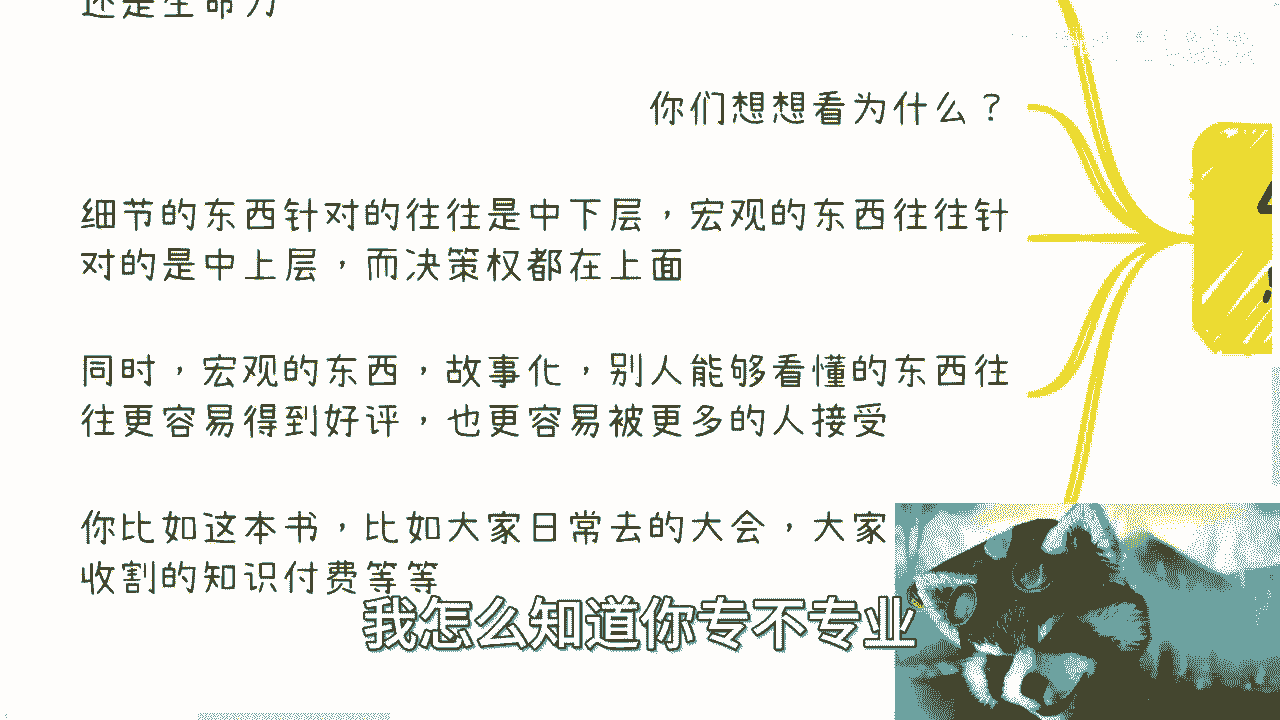 还是生命力
你们想想看为什么？
细节的东西针对的往往是中下层，宏观的东西往往针
对的是中上层，而决策权都在上面
同时，宏观的东西，故事化，别人能够看懂的东西往
往更容易得到好评，也更容易被更多的人接受
你比如这本书，比如大家日常去的大会，大家
收割的知识付费等等
我怎么知道你专不专业